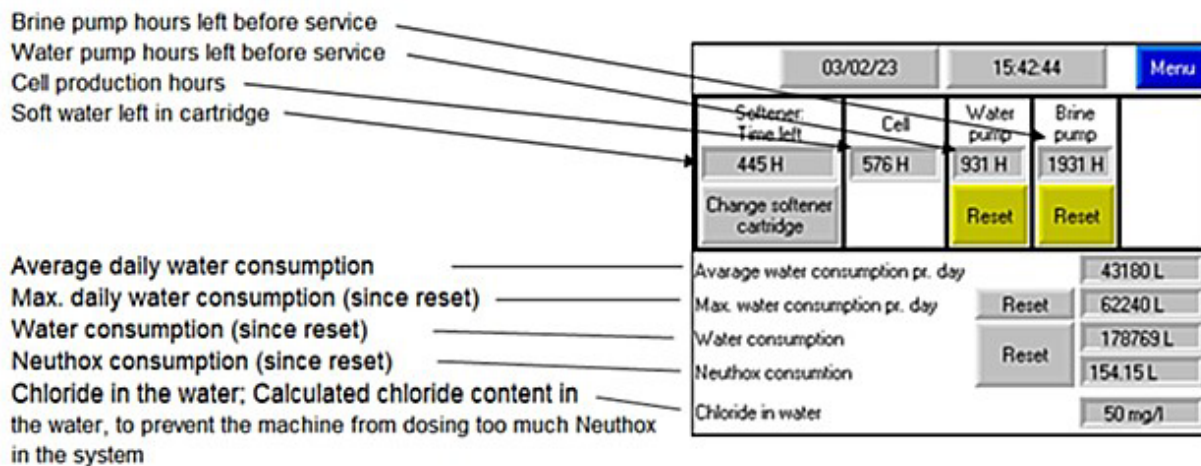 Brine pump hours left before service
Water pump hours left before service
Cell production hours
Soft water left in cartridge
Average daily water consumption
Max. daily water consumption (since reset)
Water consumption (since reset)
Neuthox consumption (since reset)
Chloride in the water; Calculated chloride content in
the water, to prevent the machine from dosing too much Neuthox
in the system
03/02/23 15:42:44 Menu
Softener: Cell Water Brine
Time left pump pump
445 H 576 H 931 H 1931 H
Change softener Reset Reset
cartridge
Avarage water consumption pr. day 43180 L
Max. water consumption pr. day Reset 62240 L
Water consumption 178769 L
Reset
Neuthox consumtion 154.15 L
Chloride in water 50 mg/l